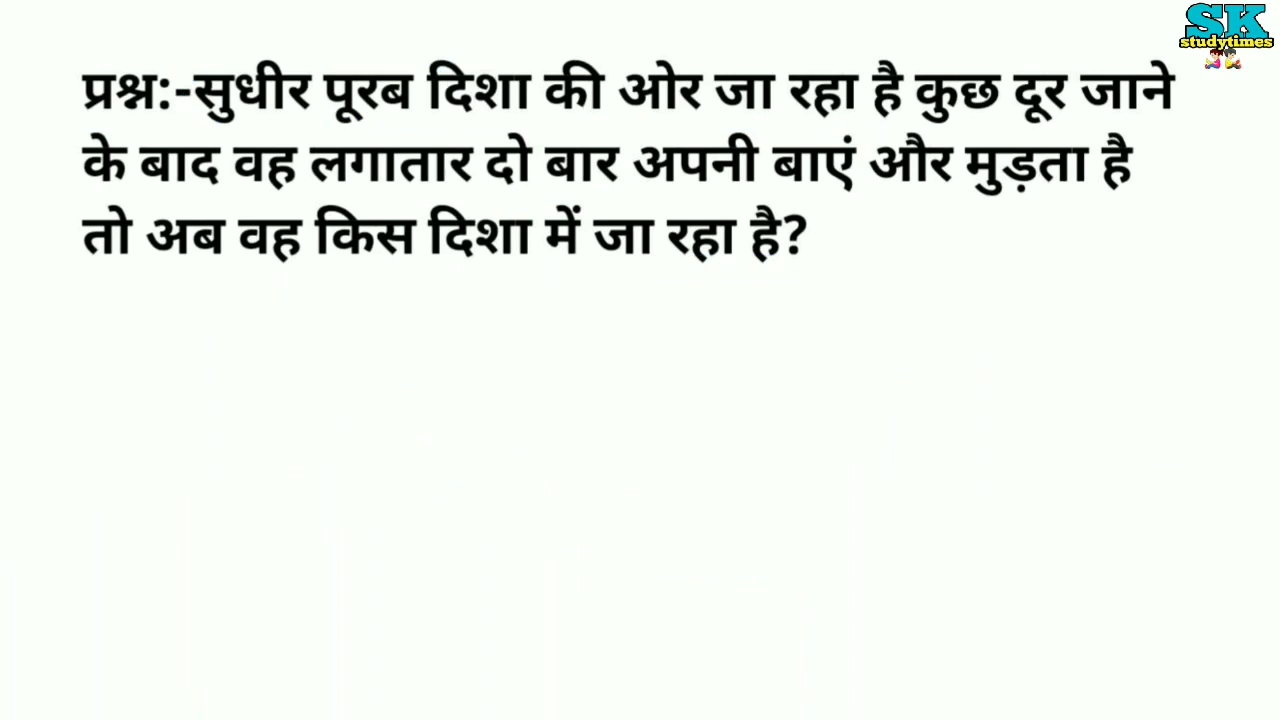 SK
studytimes
प्रश्न:-सुधीर पूरब दिशा की ओर जा रहा है कुछ दूर जाने
के बाद वह लगातार दो बार अपनी बाएं और मुड़ता है
तो अब वह किस दिशा में जा रहा है?